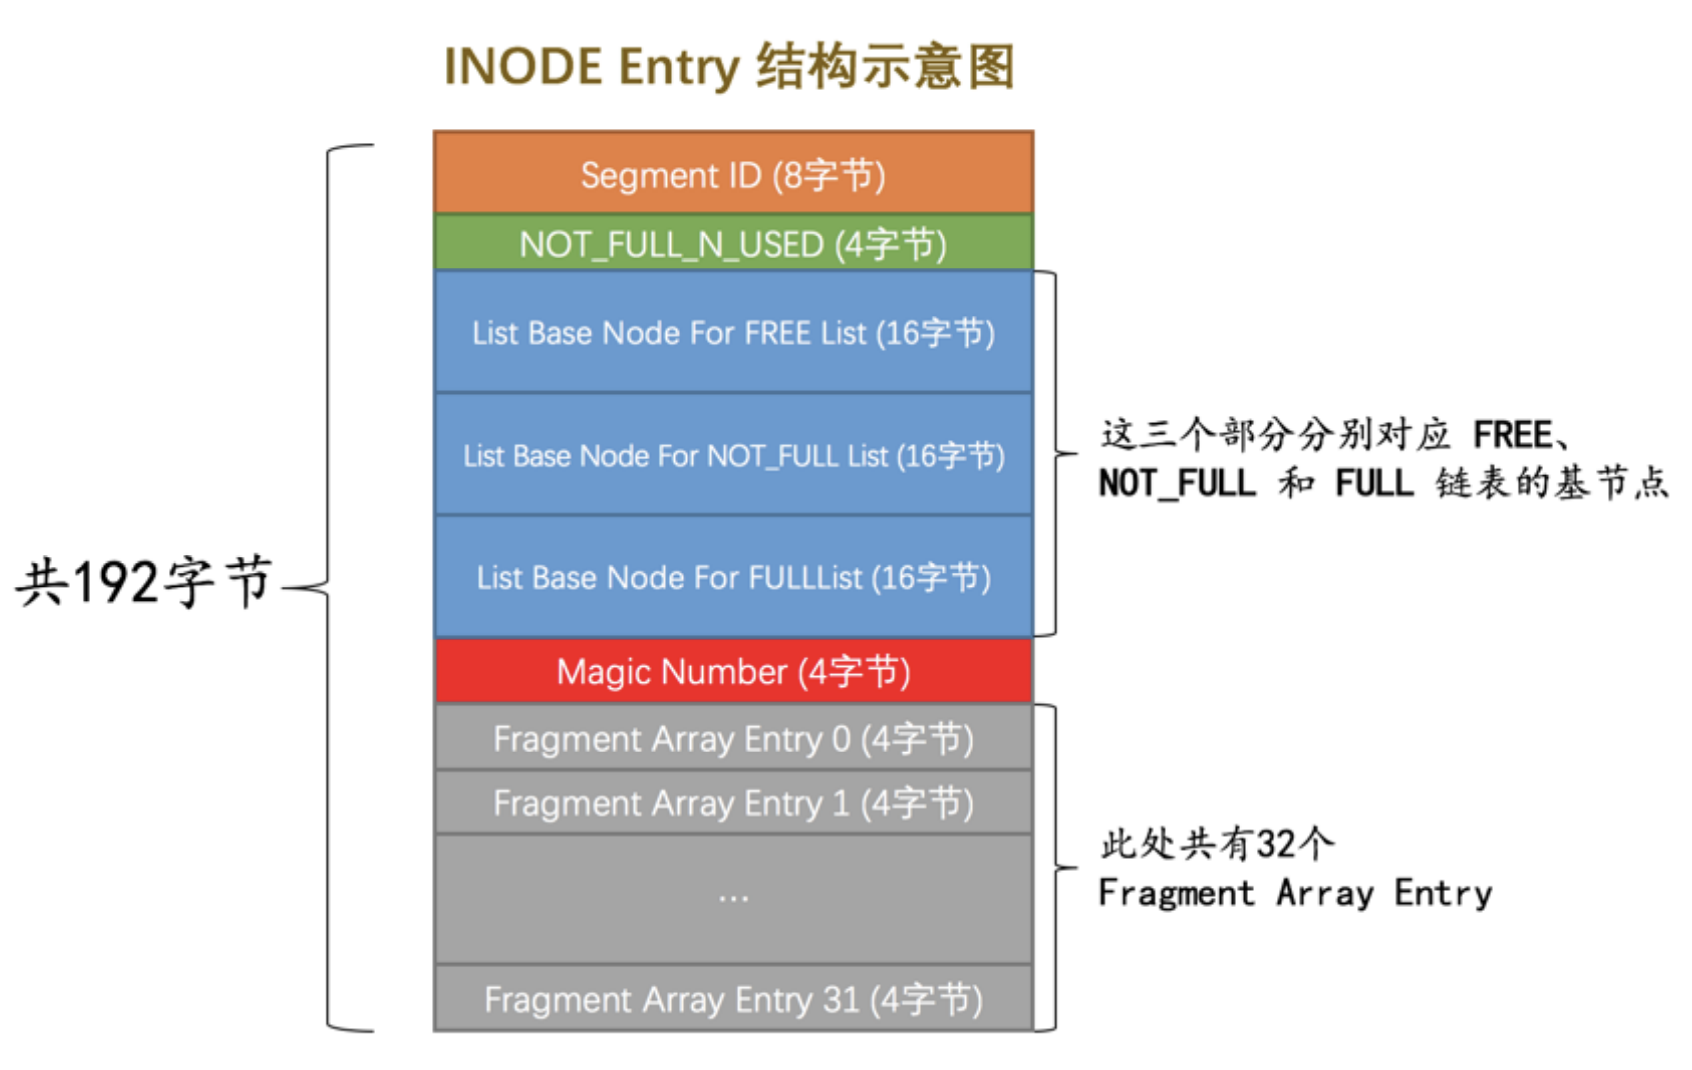 INODE Entry 结构示意图
Segment ID (8字节)
NOT_FULL_N_USED (4字节)
List Base Node For FREE List (16字节)
List Base Node For NOT_FULL List (16字节)
List Base Node For FULLList (16字节)
这三个部分分别对应 FREE、
NOT_FULL 和 FULL 链表的基节点
共192字节
Magic Number (4字节)
Fragment Array Entry 0 (4字节)
Fragment Array Entry 1 (4字节)
...
Fragment Array Entry 31 (4字节)
此处共有32个
Fragment Array Entry